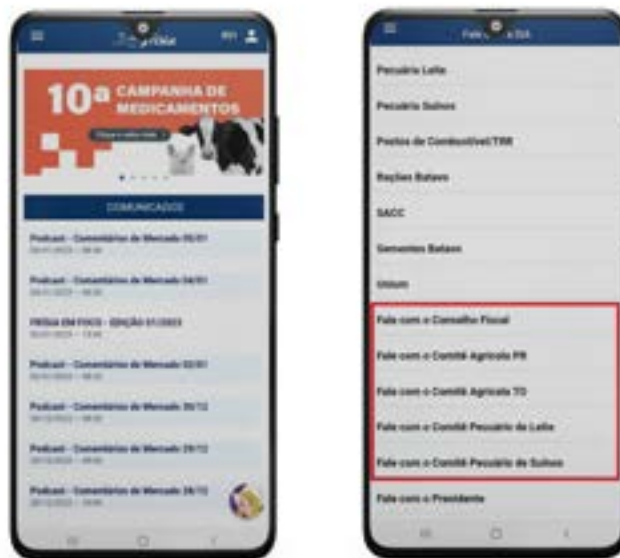 10ª CAMPANHA DE
MEDICAMENTOS
COMUNICADOS
Podcast - Comentários de Mercado 05/01
Podcast - Comentários de Mercado 04/01
FRÍSIA EM FOCO - EDIÇÃO 01/2023
Podcast - Comentários de Mercado 02/01
Podcast - Comentários de Mercado 30/12
Podcast - Comentários de Mercado 29/12
Podcast - Comentários de Mercado 28/12
Pecuária Leite
Pecuária Suínos
Postos de Combustível/TRR
Rações Batavo
SACC
Sementes Batavo
Unium
Fale com o Conselho Fiscal
Fale com o Comitê Agrícola PR
Fale com o Comitê Agrícola TO
Fale com o Comitê Pecuário de Leite
Fale com o Comitê Pecuário de Suínos
Fale com o Presidente